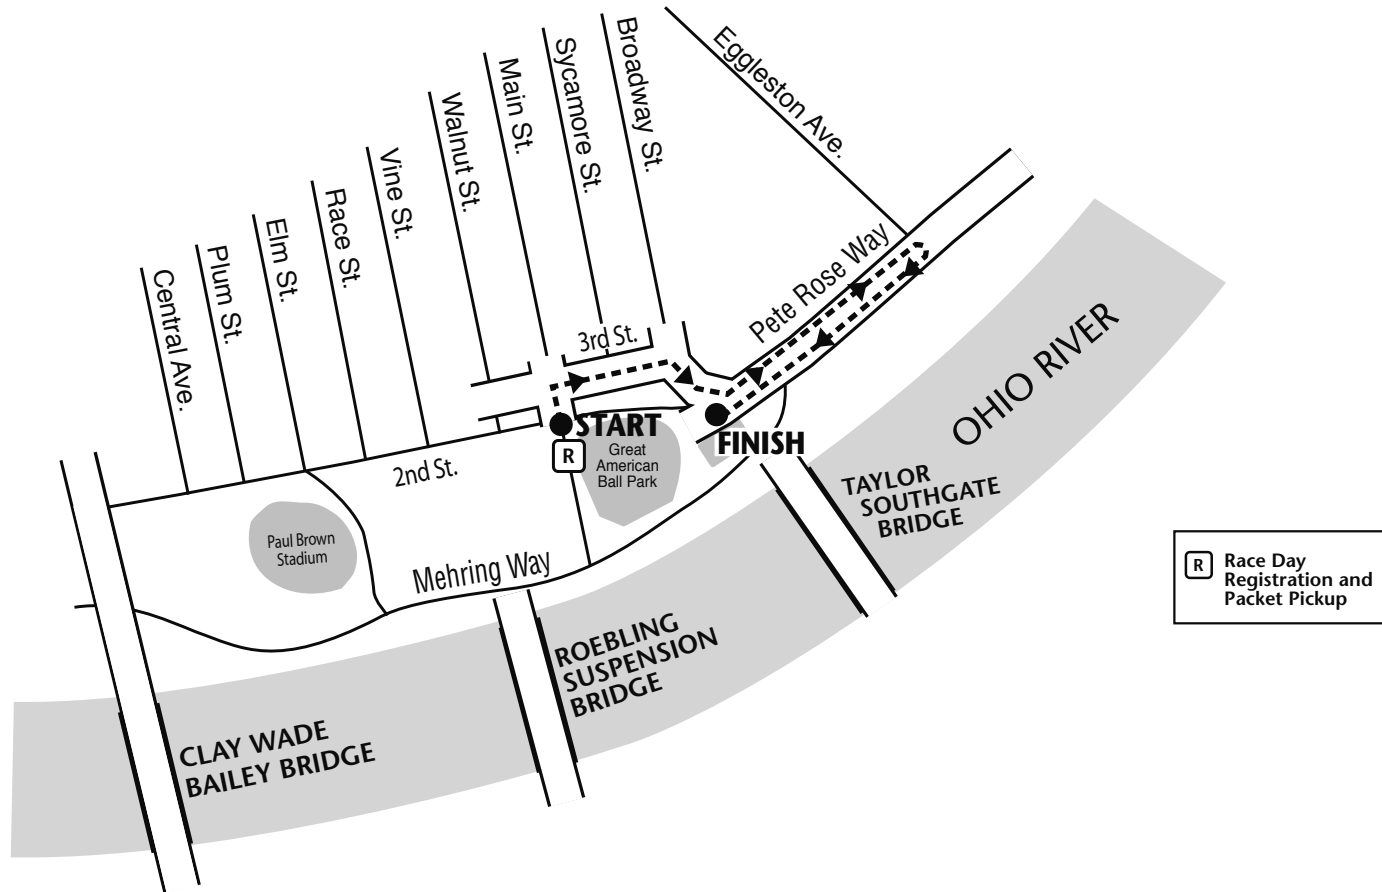 Central Ave.
Plum St.
Elm St.
Race St.
Vine St.
Walnut St.
Main St.
Sycamore St.
Broadway St.
Eggleston Ave.
3rd St.
Pete Rose Way
OHIO RIVER
START
R
Great
American
Ball Park
FINISH
2nd St.
Paul Brown
Stadium
Mehring Way
TAYLOR
SOUTHGATE
BRIDGE
ROEBLING
SUSPENSION
BRIDGE
CLAY WADE
BAILEY BRIDGE
R
Race Day
Registration and
Packet Pickup